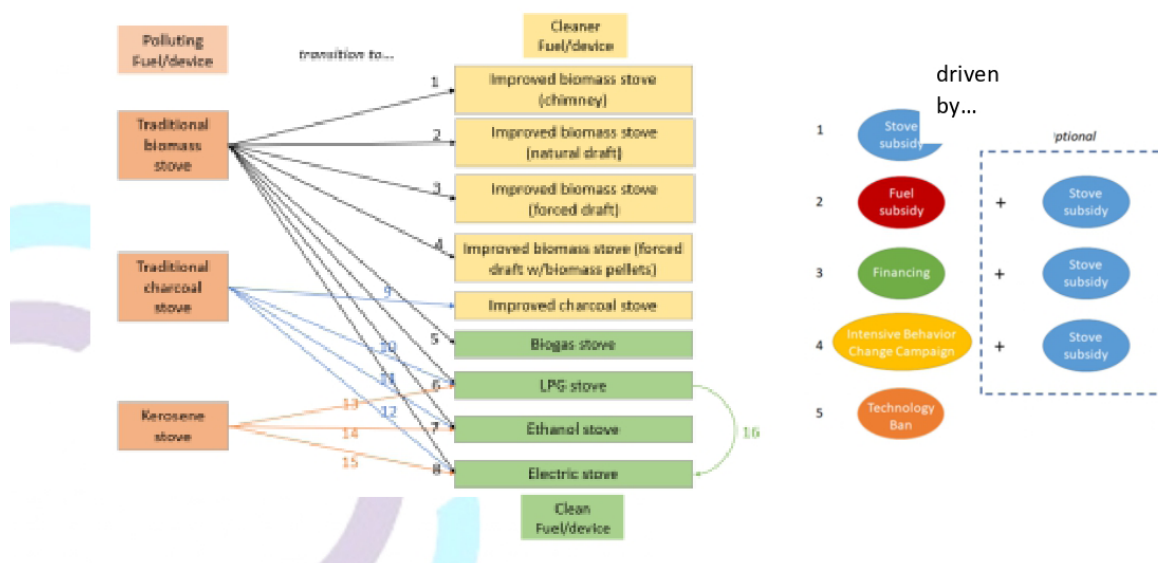 Polluting
Fuel/device
transition to...
Cleaner
Fuel/device
Traditional
biomass
stove
Traditional
charcoal
stove
Kerosene
stove
1
Improved biomass stove
(chimney)
2
Improved biomass stove
(natural draft)
3
Improved biomass stove
(forced draft)
4
Improved biomass stove (forced
draft w/biomass pellets)
9
Improved charcoal stove
5
Biogas stove
10
6
LPG stove
11
13
12
7
Ethanol stove
14
8
Electric stove
15
16
Clean
Fuel/device
driven
by...
ptional
1
Stove
subsidy
2
Fuel
subsidy
+
Stove
subsidy
3
Financing
+
Stove
subsidy
4
Intensive Behavior
Change Campaign
+
Stove
subsidy
5
Technology
Ban